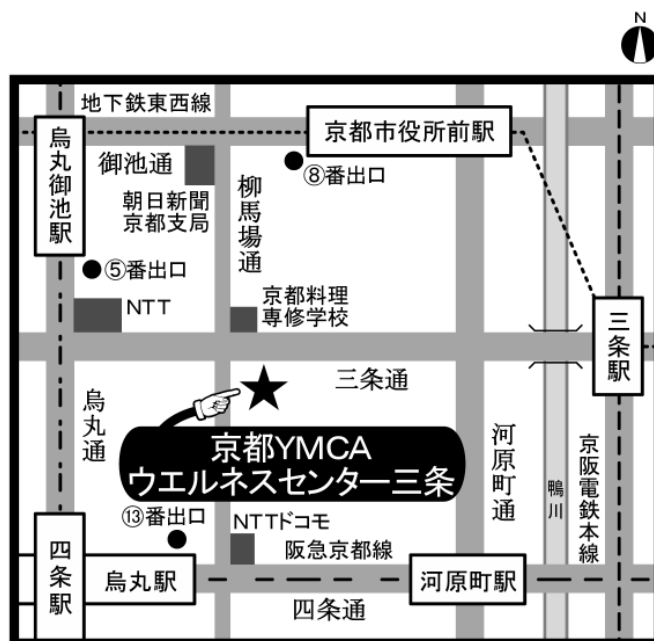 N
地下鉄東西線
京都市役所前駅
烏丸御池駅
御池通
⑧番出口
朝日新聞
京都支局
柳馬場通
⑤番出口
NTT
京都料理
専修学校
三条駅
三条通
烏丸通
京都YMCA
ウエルネスセンター三条
河原町通
鴨川
京阪電鉄本線
⑬番出口
NTTドコモ
阪急京都線
四条駅
烏丸駅
河原町駅
四条通